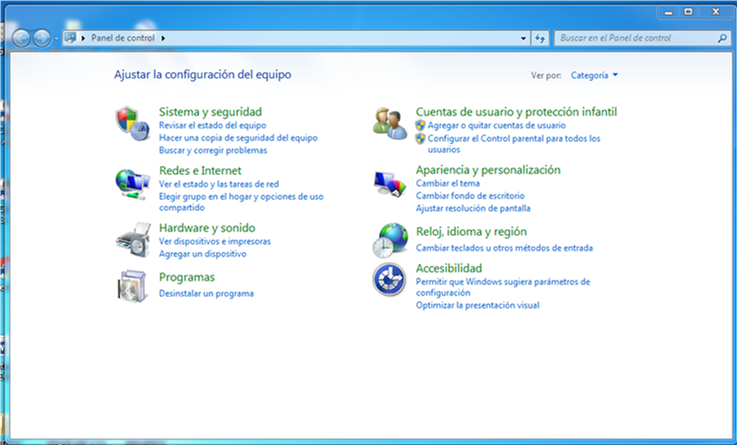 Panel de control
Buscar en el Panel de control
Ajustar la configuración del equipo
Ver por: Categoría
Sistema y seguridad
Revisar el estado del equipo
Hacer una copia de seguridad del equipo
Buscar y corregir problemas
Redes e Internet
Ver el estado y las tareas de red
Elegir grupo en el hogar y opciones de uso
compartido
Hardware y sonido
Ver dispositivos e impresoras
Agregar un dispositivo
Programas
Desinstalar un programa
Cuentas de usuario y protección infantil
Agregar o quitar cuentas de usuario
Configurar el Control parental para todos los
usuarios
Apariencia y personalización
Cambiar el tema
Cambiar fondo de escritorio
Ajustar resolución de pantalla
Reloj, idioma y región
Cambiar teclados u otros métodos de entrada
Accesibilidad
Permitir que Windows sugiera parámetros de
configuración
Optimizar la presentación visual